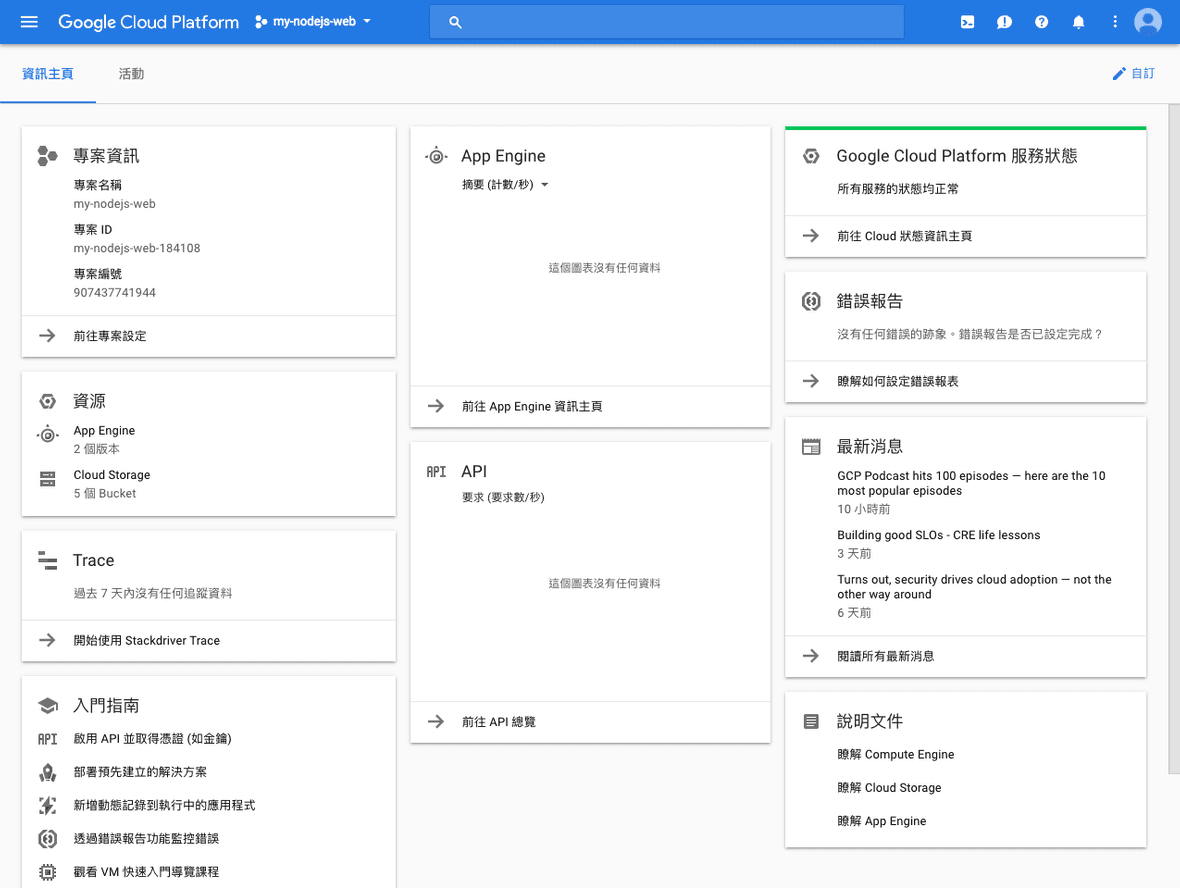 Google Cloud Platform
my-nodejs-web
資訊主頁
活動
自訂
專案資訊
專案名稱
my-nodejs-web
專案 ID
my-nodejs-web-184108
專案編號
907437741944
前往專案設定
資源
App Engine
2 個版本
Cloud Storage
5 個 Bucket
Trace
過去 7 天內沒有任何追蹤資料
開始使用 Stackdriver Trace
入門指南
API
啟用 API 並取得憑證 (如金鑰)
部署預先建立的解決方案
新增動態記錄到執行中的應用程式
透過錯誤報告功能監控錯誤
觀看 VM 快速入門導覽課程
App Engine
摘要 (計數/秒)
這個圖表沒有任何資料
前往 App Engine 資訊主頁
API
API
要求 (要求數/秒)
這個圖表沒有任何資料
前往 API 總覽
Google Cloud Platform 服務狀態
所有服務的狀態均正常
前往 Cloud 狀態資訊主頁
錯誤報告
沒有任何錯誤的跡象。錯誤報告是否已設定完成？
瞭解如何設定錯誤報表
最新消息
GCP Podcast hits 100 episodes — here are the 10
most popular episodes
10 小時前
Building good SLOs - CRE life lessons
3 天前
Turns out, security drives cloud adoption — not the
other way around
6 天前
閱讀所有最新消息
說明文件
瞭解 Compute Engine
瞭解 Cloud Storage
瞭解 App Engine